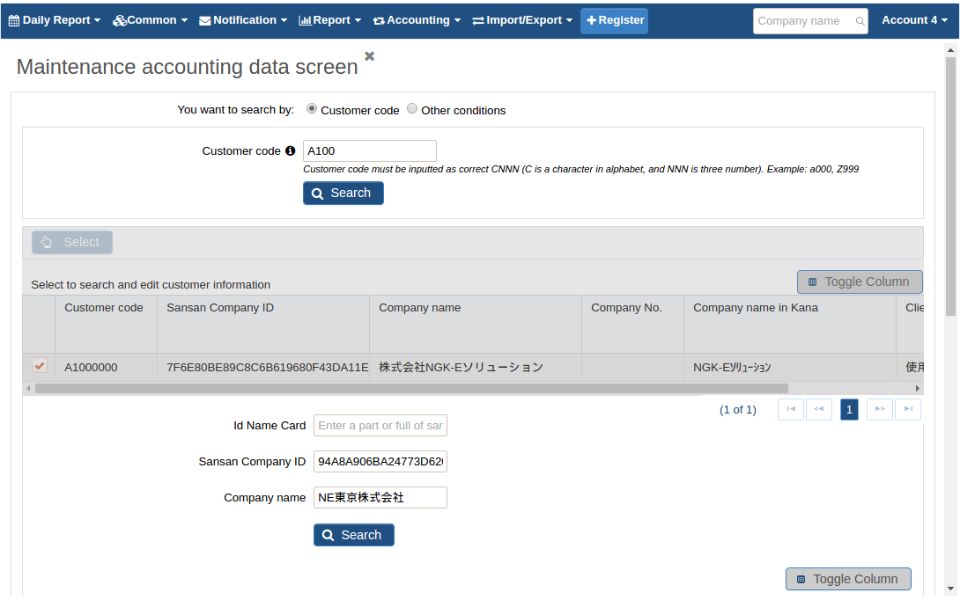 Daily Report Common Notification Report Accounting Import/Export Register Company name Account 4
Maintenance accounting data screen
You want to search by: Customer code Other conditions
Customer code A100
Customer code must be inputted as correct CNNN (C is a character in alphabet, and NNN is three number). Example: a000, Z999
Search
Select
Select to search and edit customer information Toggle Column
Customer code Sansan Company ID Company name Company No. Company name in Kana Clie
A1000000 7F6E80BE89C8C6B619680F43DA11E 株式会社NGK-Eソリューション NGK-Eソリューション 使用
(1 of 1) 1
Id Name Card Enter a part or full of sar
Sansan Company ID 94A8A906BA24773D62
Company name NE東京株式会社
Search
Toggle Column